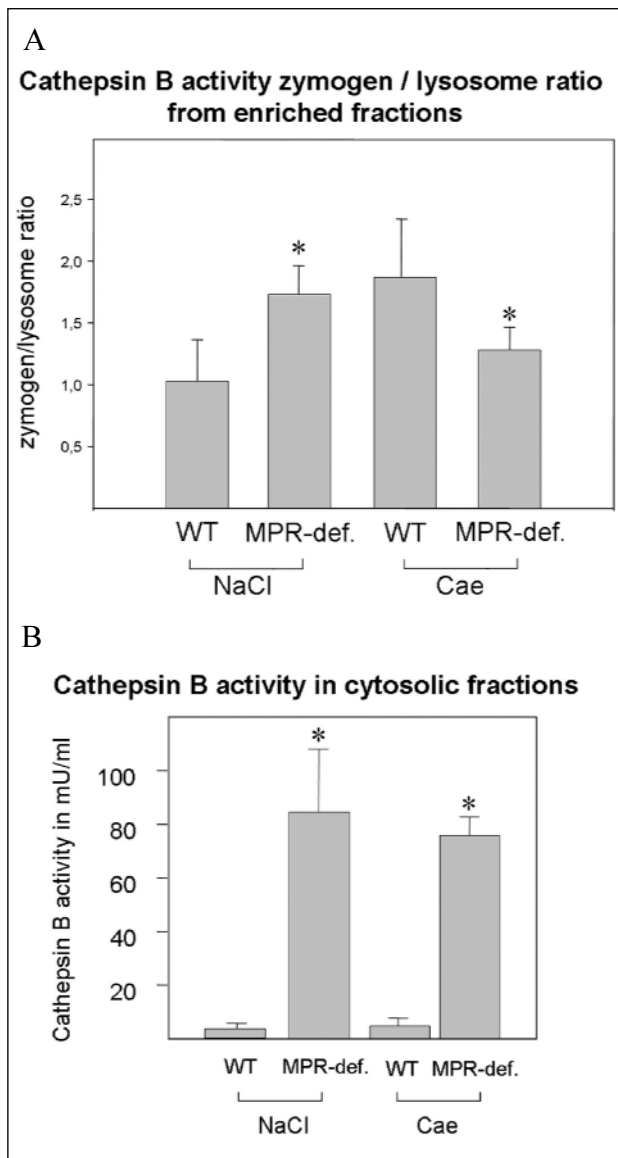 A
Cathepsin B activity zymogen / lysosome ratio
from enriched fractions
zymogen/lysosome ratio
2,5
2,0
1,5
1,0
0,5
*
*
WT MPR-def. WT MPR-def.
NaCl Cae
B
Cathepsin B activity in cytosolic fractions
Cathepsin B activity in mU/ml
100
80
60
40
20
*
*
WT MPR-def. WT MPR-def.
NaCl Cae